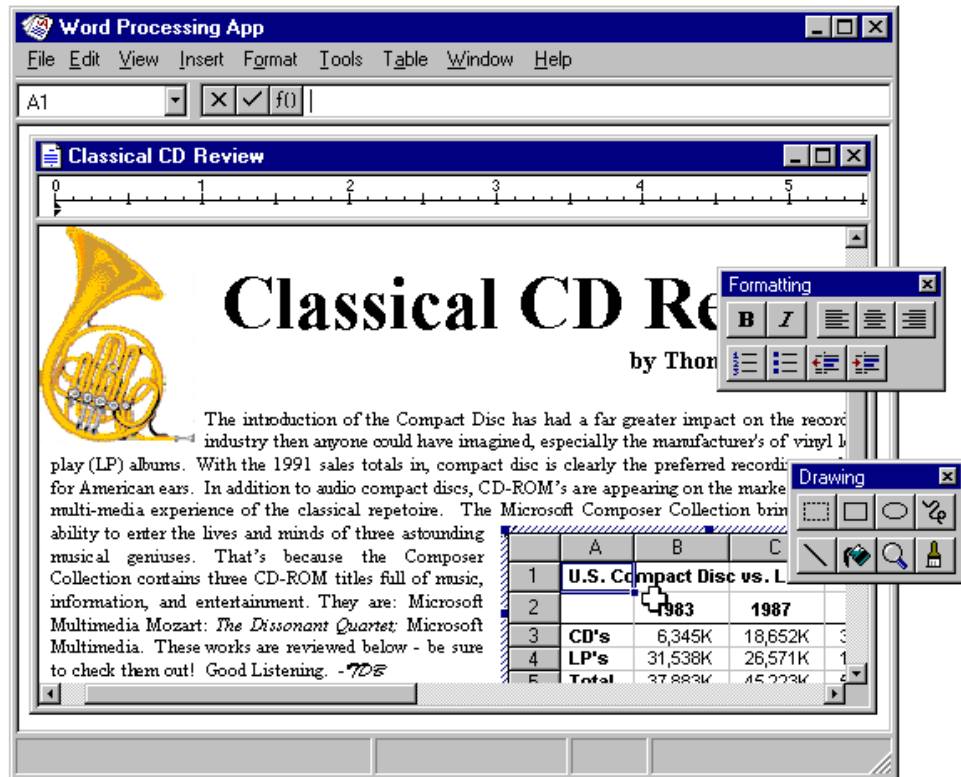 Word Processing App
File Edit View Insert Format Tools Table Window Help
A1 f()
Classical CD Review
0 1 2 3 4 5
Classical CD Re
by Thom
Formatting
B I
The introduction of the Compact Disc has had a far greater impact on the record
industry then anyone could have imagined, especially the manufacturer's of vinyl l
play (LP) albums. With the 1991 sales totals in, compact disc is clearly the preferred recordi
for American ears. In addition to audio compact discs, CD-ROM's are appearing on the marke
multi-media experience of the classical repetoire. The Microsoft Composer Collection brin
Drawing
ability to enter the lives and minds of three astounding
musical geniuses. That's because the Composer
Collection contains three CD-ROM titles full of music,
information, and entertainment. They are: Microsoft
Multimedia Mozart: The Dissonant Quartet; Microsoft
Multimedia. These works are reviewed below - be sure
to check them out! Good Listening. -TDS
A B C
1 U.S. Compact Disc vs. L
2 1983 1987
3 CD's 6,345K 18,652K 3
4 LP's 31,538K 26,571K 1
5 Total 37,883K 45,223K